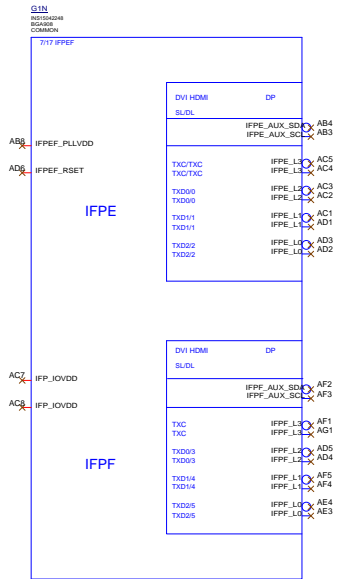 G1N
INS15042248
BGA908
COMMON
7/17 IFPEF
DVI HDMI DP
SL/DL
IFPE_AUX_SDA AB4
IFPE_AUX_SCL AB3
AB8 IFPEF_PLLVDD
TXC/TXC IFPE_L3 AC5
TXC/TXC IFPE_L3 AC4
AD6 IFPEF_RSET
TXD0/0 IFPE_L2 AC3
TXD0/0 IFPE_L2 AC2
IFPE
TXD1/1 IFPE_L1 AC1
TXD1/1 IFPE_L1 AD1
TXD2/2 IFPE_L0 AD3
TXD2/2 IFPE_L0 AD2
DVI HDMI DP
SL/DL
AC7 IFP_IOVDD
IFPF_AUX_SDA AF2
IFPF_AUX_SCL AF3
AC8 IFP_IOVDD
TXC IFPF_L3 AF1
TXC IFPF_L3 AG1
TXD0/3 IFPF_L2 AD5
TXD0/3 IFPF_L2 AD4
IFPF
TXD1/4 IFPF_L1 AF5
TXD1/4 IFPF_L1 AF4
TXD2/5 IFPF_L0 AE4
TXD2/5 IFPF_L0 AE3